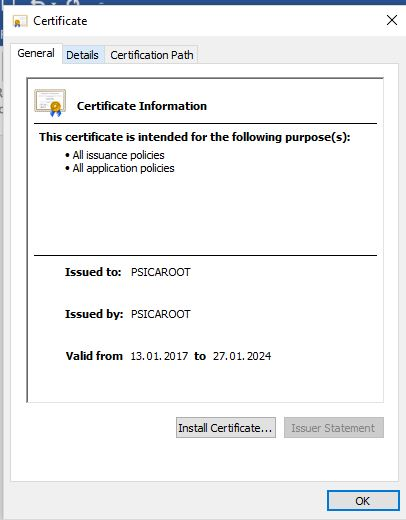 Certificate
General Details Certification Path
Certificate Information
This certificate is intended for the following purpose(s):
• All issuance policies
• All application policies
Issued to: PSICAROOT
Issued by: PSICAROOT
Valid from 13.01.2017 to 27.01.2024
Install Certificate... Issuer Statement
OK